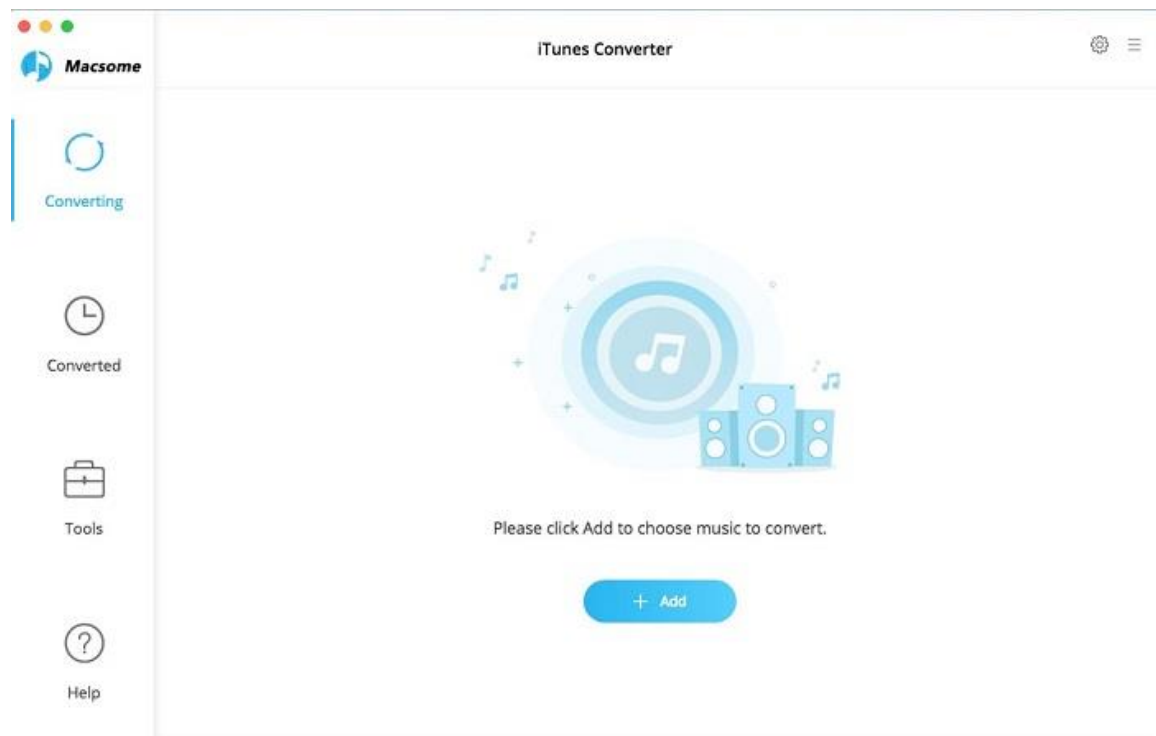 Macsome
iTunes Converter
Converting
Converted
Tools
Help
Please click Add to choose music to convert.
+ Add